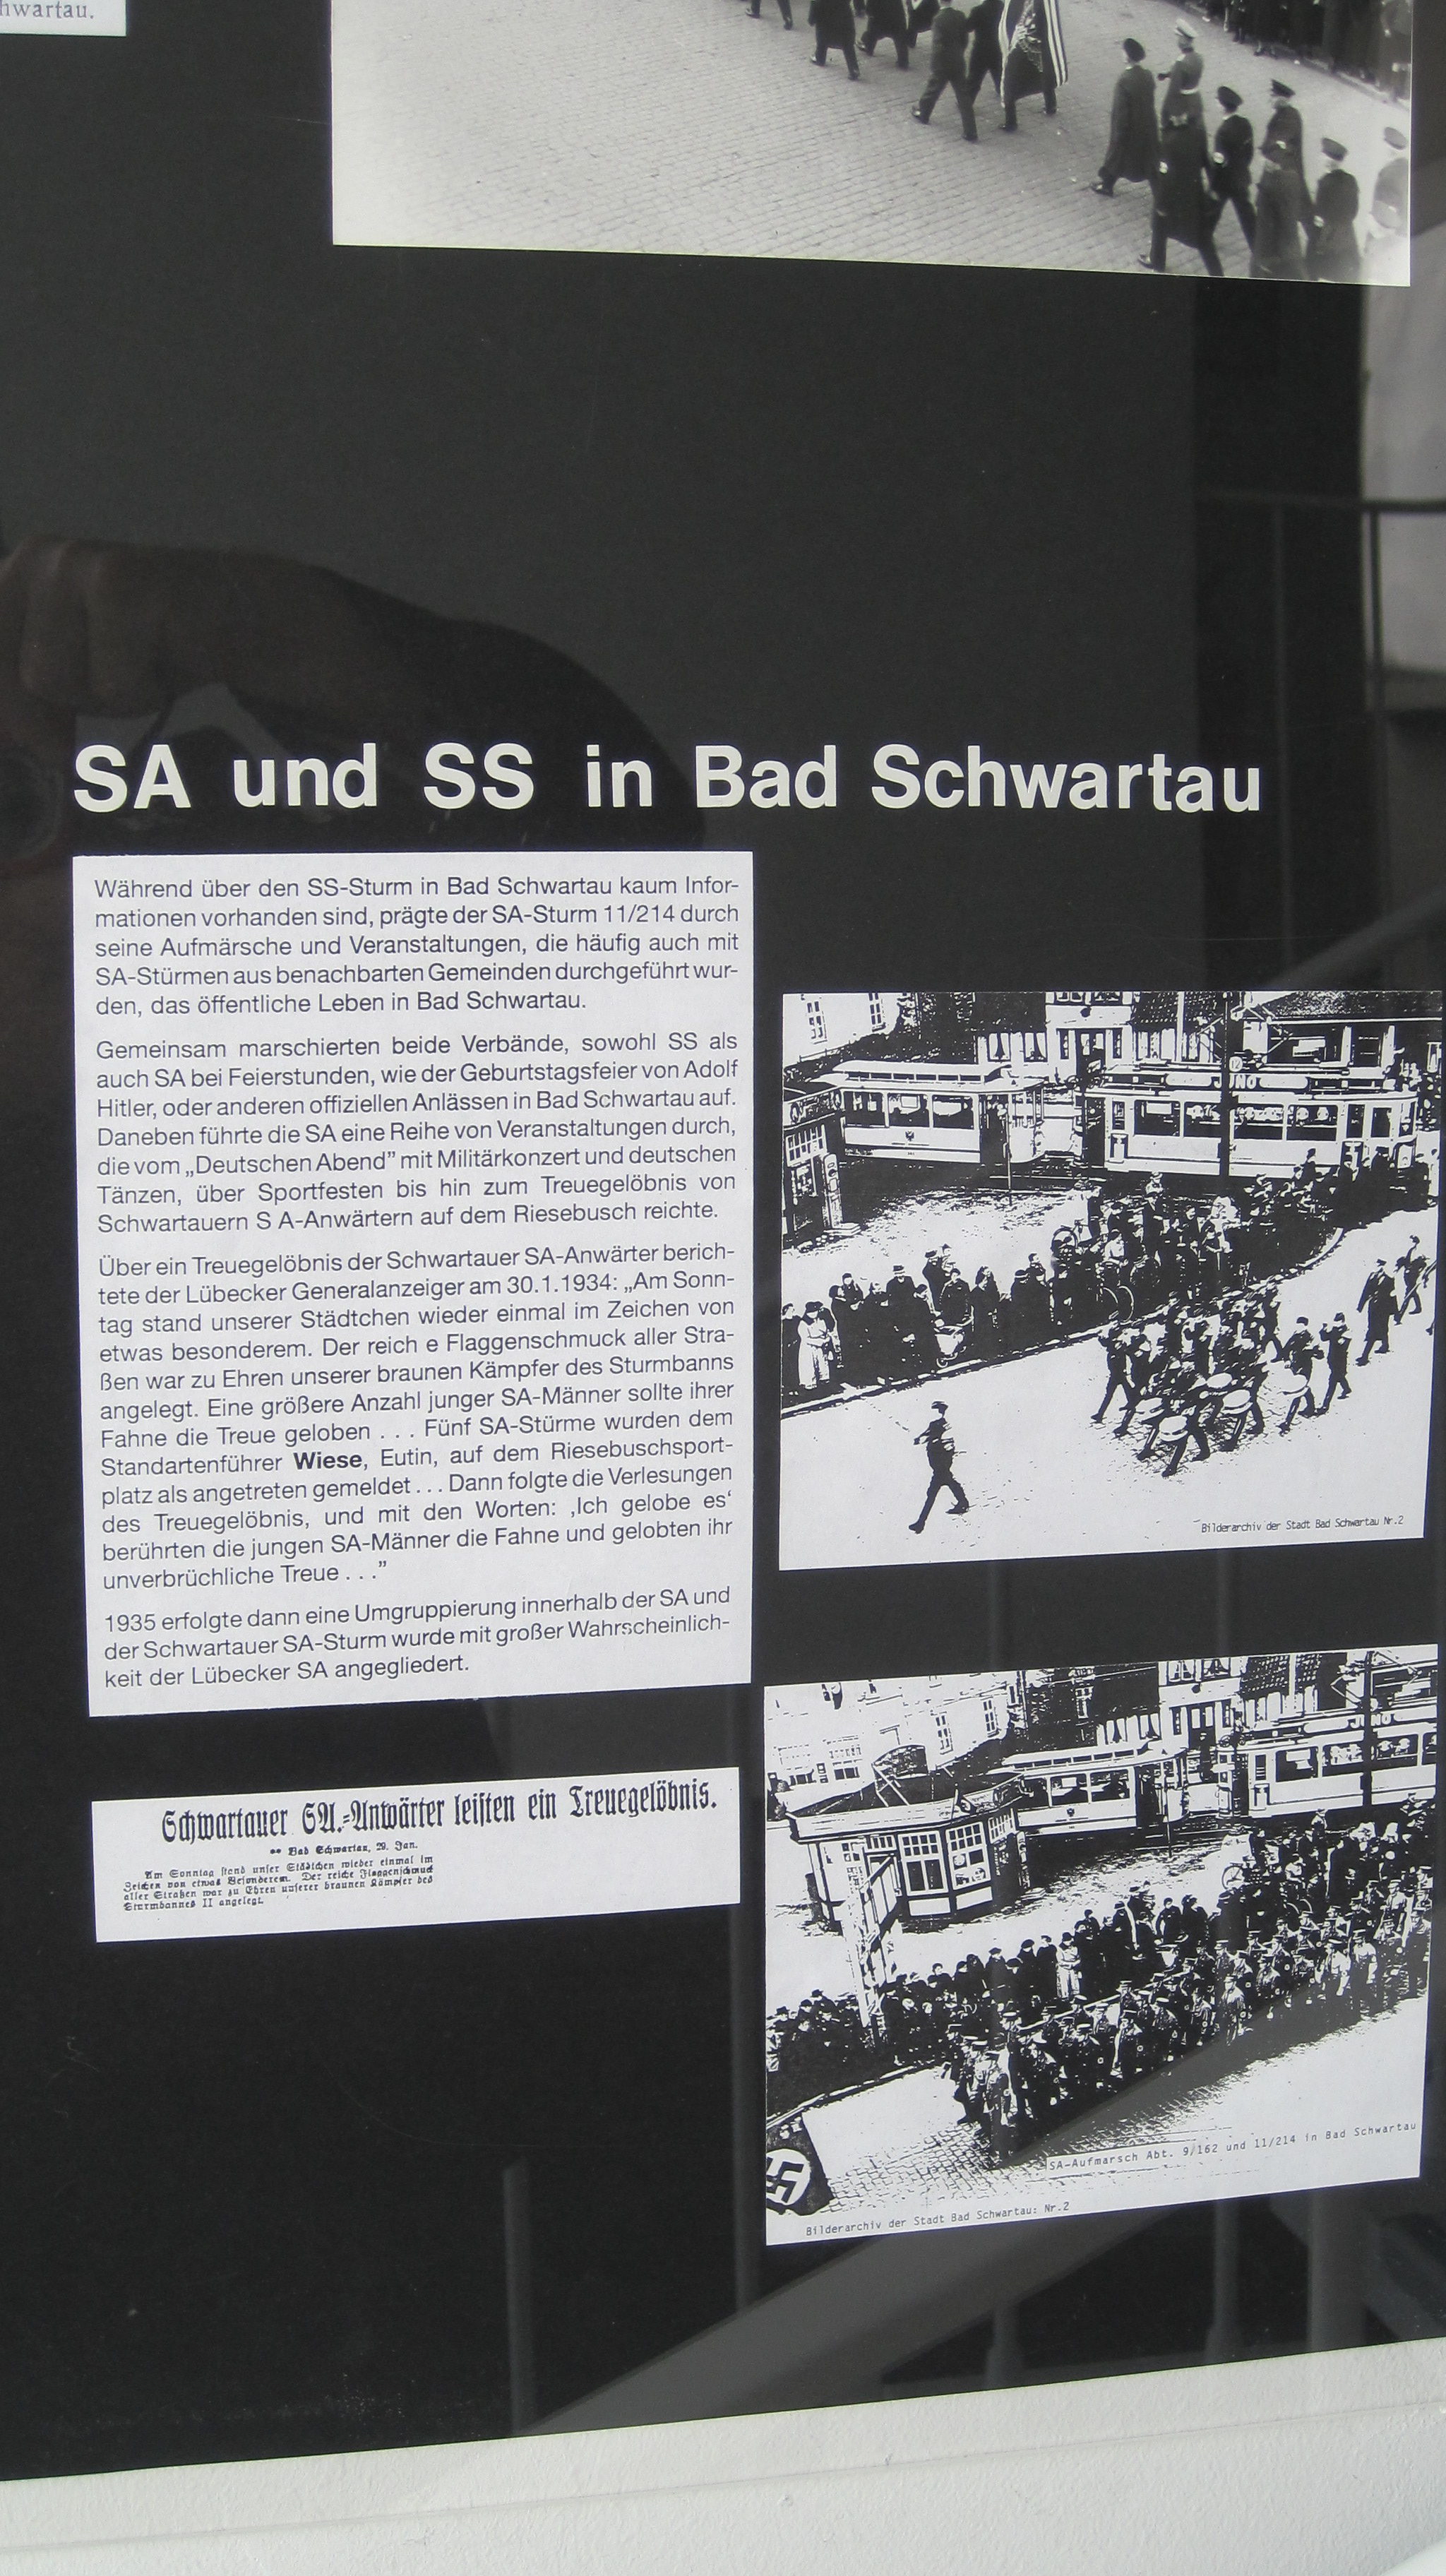 hwartau.
SA und SS in Bad Schwartau
Während über den SS-Sturm in Bad Schwartau kaum Infor-
mationen vorhanden sind, prägte der SA-Sturm 11/214 durch
seine Aufmärsche und Veranstaltungen, die häufig auch mit
SA-Stürmen aus benachbarten Gemeinden durchgeführt wur-
den, das öffentliche Leben in Bad Schwartau.
Gemeinsam marschierten beide Verbände, sowohl SS als
auch SA bei Feierstunden, wie der Geburtstagsfeier von Adolf
Hitler, oder anderen offiziellen Anlässen in Bad Schwartau auf.
Daneben führte die SA eine Reihe von Veranstaltungen durch,
die vom „Deutschen Abend” mit Militärkonzert und deutschen
Tänzen, über Sportfesten bis hin zum Treuegelöbnis von
Schwartauern S A-Anwärtern auf dem Riesebusch reichte.
Über ein Treuegelöbnis der Schwartauer SA-Anwärter berich-
tete der Lübecker Generalanzeiger am 30.1.1934: „Am Sonn-
tag stand unserer Städtchen wieder einmal im Zeichen von
etwas besonderem. Der reich e Flaggenschmuck aller Stra-
ßen war zu Ehren unserer braunen Kämpfer des Sturmbanns
angelegt. Eine größere Anzahl junger SA-Männer sollte ihrer
Fahne die Treue geloben . . . Fünf SA-Stürme wurden dem
Standartenführer Wiese, Eutin, auf dem Riesebuschsport-
platz als angetreten gemeldet . . . Dann folgte die Verlesungen
des Treuegelöbnis, und mit den Worten: ‚Ich gelobe es‘
berührten die jungen SA-Männer die Fahne und gelobten ihr
unverbrüchliche Treue . . .”
1935 erfolgte dann eine Umgruppierung innerhalb der SA und
der Schwartauer SA-Sturm wurde mit großer Wahrscheinlich-
keit der Lübecker SA angegliedert.
JUNO
12
Bilderarchiv der Stadt Bad Schwartau Nr.2
Schwartauer SA.-Anwärter leisten ein Treuegelöbnis.
** Bad Schwartau, 29. Jan.
Am Sonntag stand unser Städtchen wieder einmal im
Zeichen von etwas Besonderem. Der reiche Flaggenschmuck
aller Straßen war zu Ehren unserer braunen Kämpfer des
Sturmbannes II angelegt.
JUNO
SA-Aufmarsch Abt. 9/162 und 11/214 in Bad Schwartau
Bilderarchiv der Stadt Bad Schwartau: Nr.2